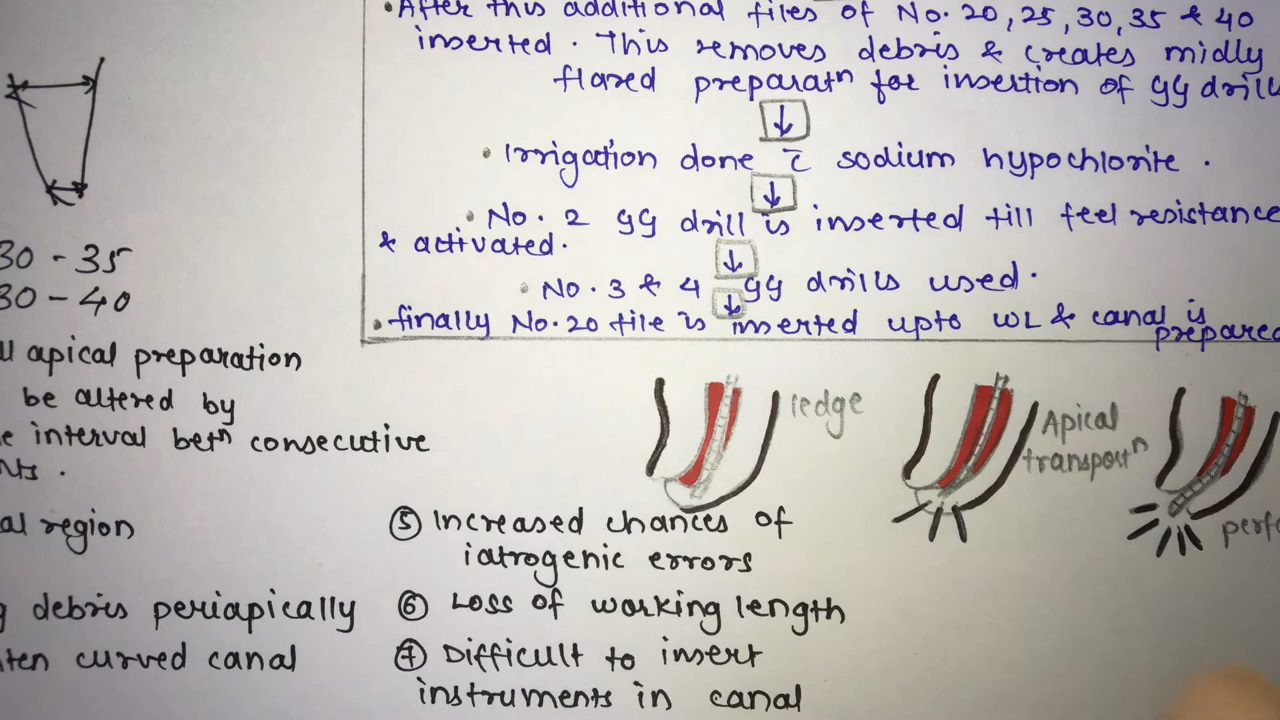 •After this additional files of No. 20, 25, 30, 35 & 40
inserted. This removes debris & creates midly
flared preparatn for insertion of GG drill
↓
• Irrigation done c̄ sodium hypochlorite.
↓
• No. 2 GG drill is inserted till feel resistance
& activated.
↓
• No. 3 & 4 GG drills used.
↓
• finally No. 20 file is inserted upto WL & canal is
prepared
30 - 35
30 - 40
apical preparation
be altered by
interval betn consecutive
ledge
Apical
transportn
perfo
region
debris periapically
curved canal
⑤ Increased chances of
iatrogenic errors
⑥ Loss of working length
⑦ Difficult to insert
instruments in canal